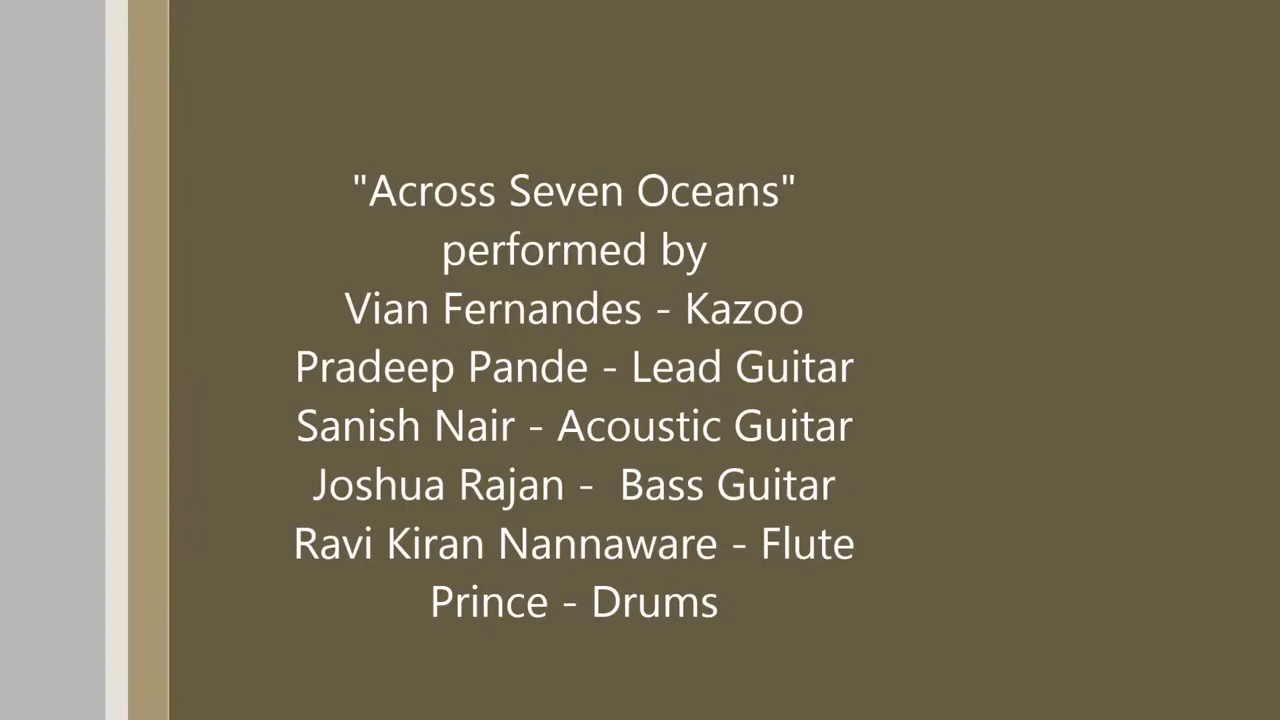 "Across Seven Oceans"
performed by
Vian Fernandes - Kazoo
Pradeep Pande - Lead Guitar
Sanish Nair - Acoustic Guitar
Joshua Rajan -  Bass Guitar
Ravi Kiran Nannaware - Flute
Prince - Drums